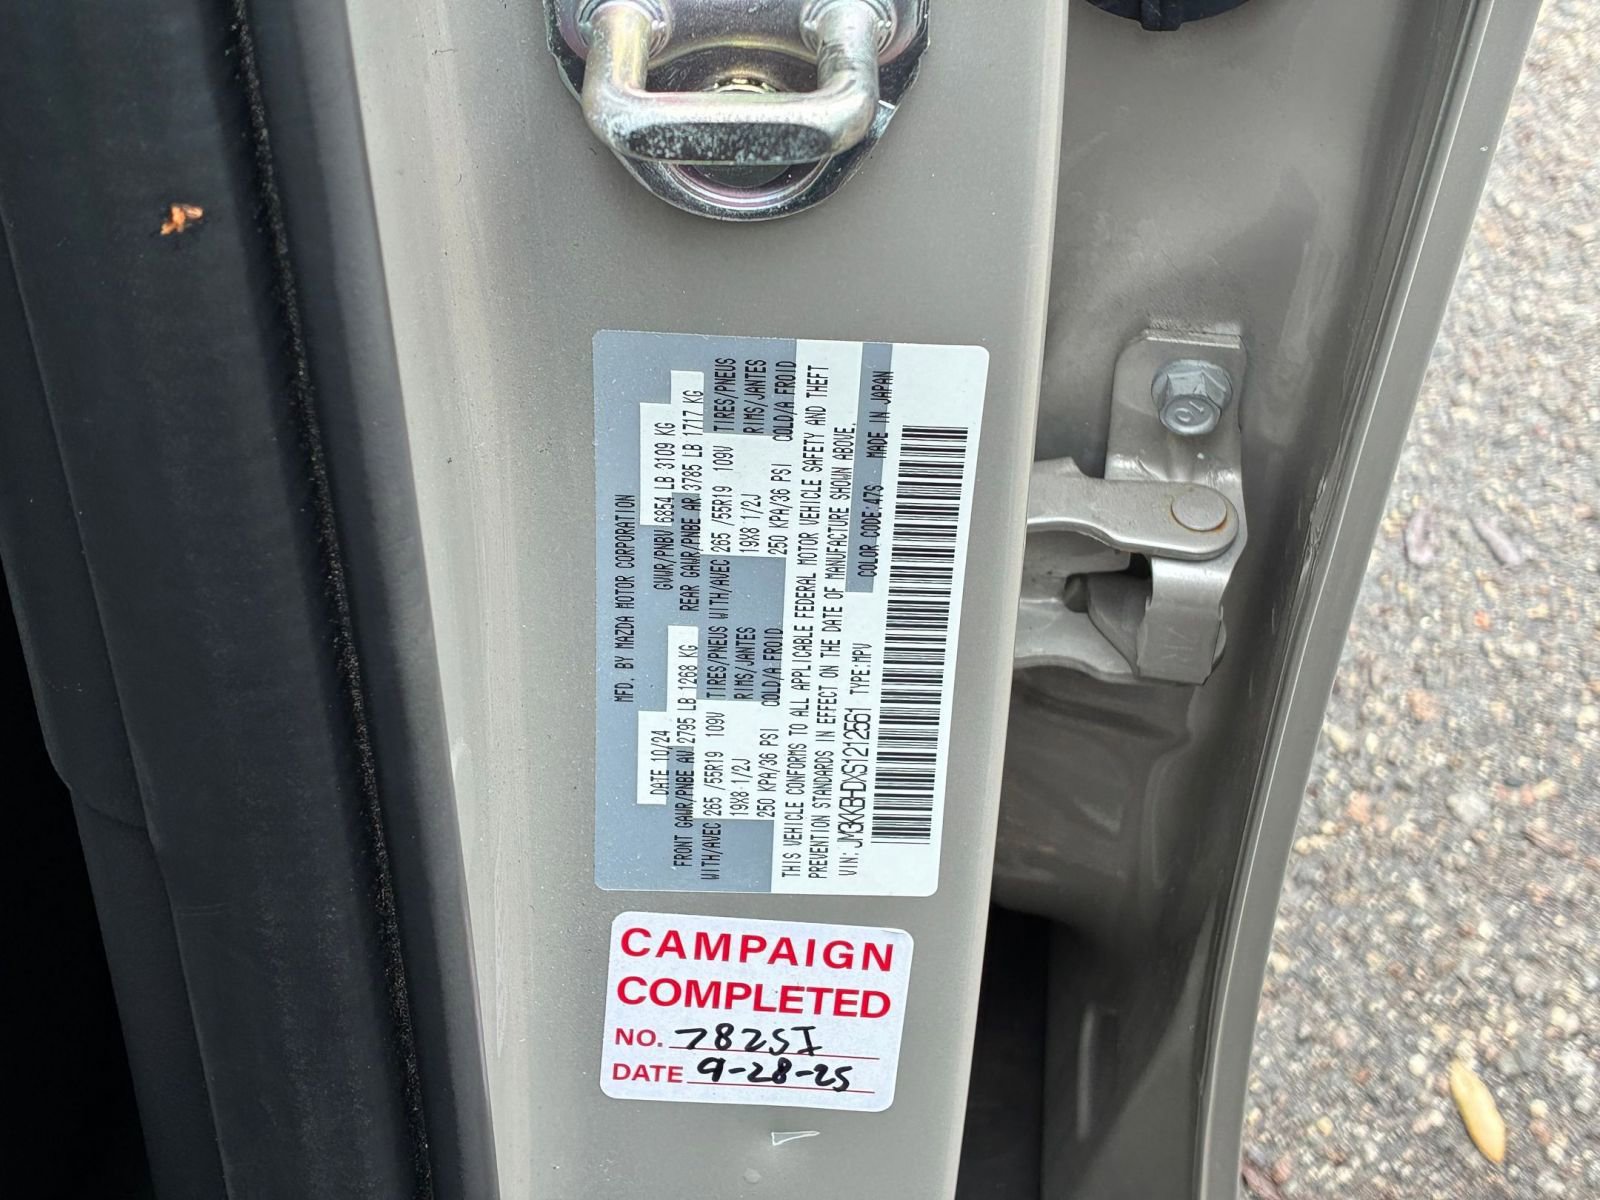 MFD. BY MAZDA MOTOR CORPORATION
DATE 10/24 GVWR/PNBV 6854 LB 3109 KG
FRONT GAWR/PNBE AV 2795 LB 1268 KG REAR GAWR/PNBE AR 3785 LB 1717 KG
WITH/AVEC 265 /55R19 109V TIRES/PNEUS WITH/AVEC 265 /55R19 109V TIRES/PNEUS
19X8 1/2J RIMS/JANTES 19X8 1/2J RIMS/JANTES
250 KPA/36 PSI COLD/A FROID 250 KPA/36 PSI COLD/A FROID
THIS VEHICLE CONFORMS TO ALL APPLICABLE FEDERAL MOTOR VEHICLE SAFETY AND THEFT
PREVENTION STANDARDS IN EFFECT ON THE DATE OF MANUFACTURE SHOWN ABOVE.
VIN: JM3KKBHDXS1212561 TYPE:MPV COLOR CODE:47S MADE IN JAPAN
CAMPAIGN
COMPLETED
NO. 7825I
DATE 9-28-25
10